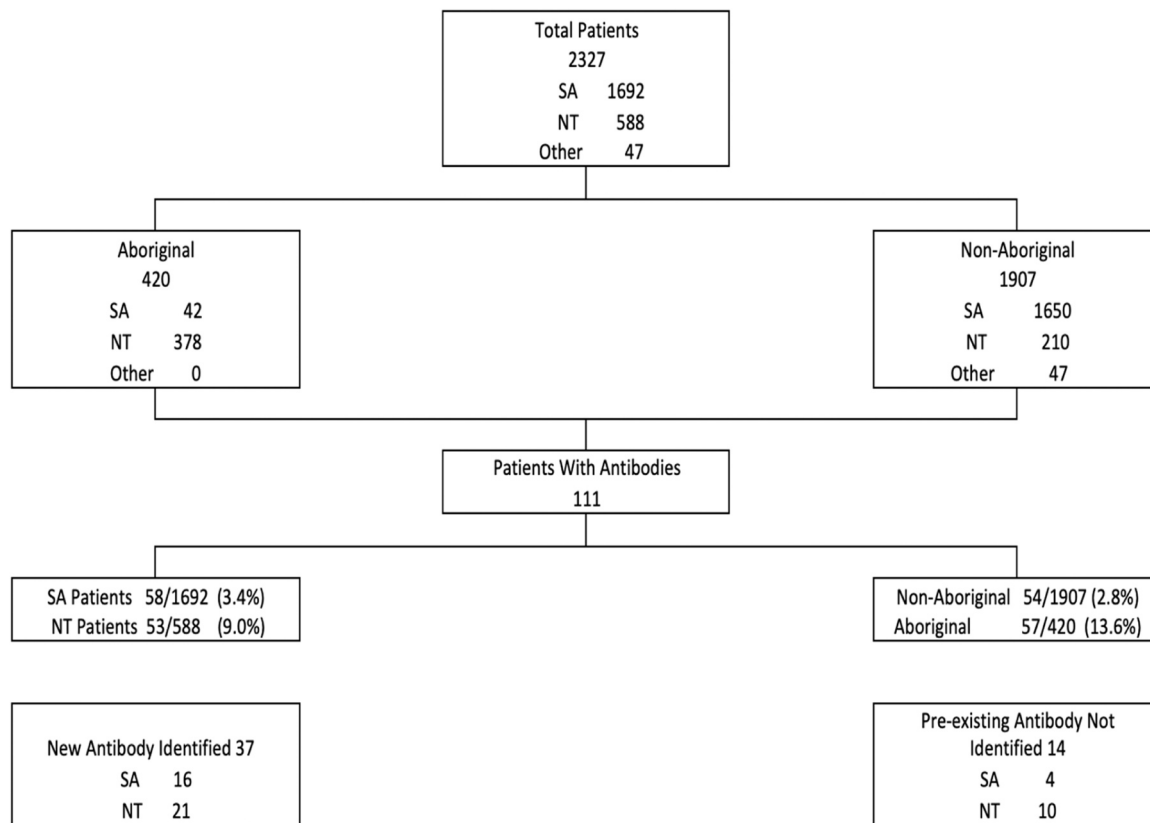 Total Patients
2327
SA 1692
NT 588
Other 47
Aboriginal
420
SA 42
NT 378
Other 0
Non-Aboriginal
1907
SA 1650
NT 210
Other 47
Patients With Antibodies
111
SA Patients 58/1692 (3.4%)
NT Patients 53/588 (9.0%)
Non-Aboriginal 54/1907 (2.8%)
Aboriginal 57/420 (13.6%)
New Antibody Identified 37
SA 16
NT 21
Pre-existing Antibody Not
Identified 14
SA 4
NT 10